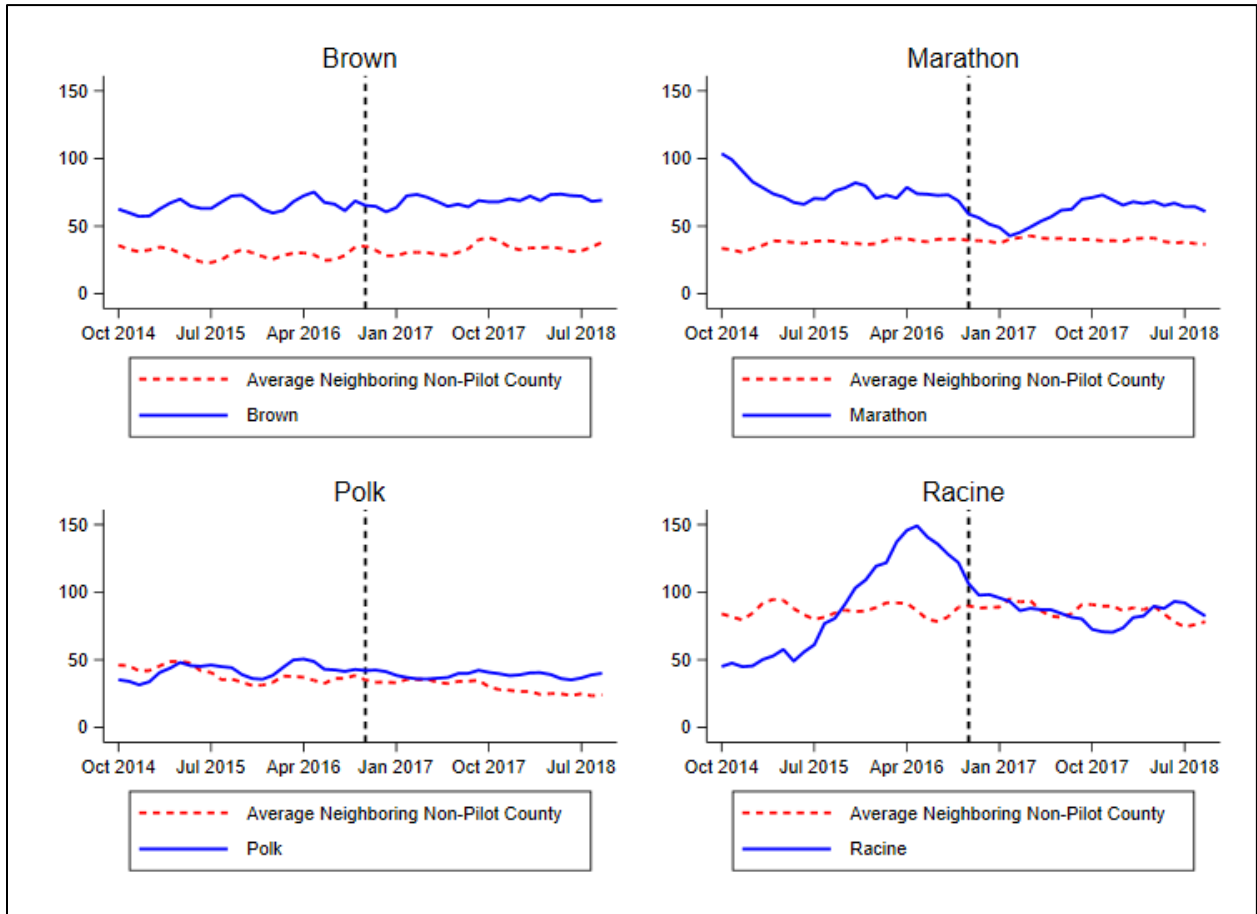 Brown
150
100
50
0
Oct 2014 Jul 2015 Apr 2016 Jan 2017 Oct 2017 Jul 2018
Average Neighboring Non-Pilot County
Brown
Marathon
150
100
50
0
Oct 2014 Jul 2015 Apr 2016 Jan 2017 Oct 2017 Jul 2018
Average Neighboring Non-Pilot County
Marathon
Polk
150
100
50
0
Oct 2014 Jul 2015 Apr 2016 Jan 2017 Oct 2017 Jul 2018
Average Neighboring Non-Pilot County
Polk
Racine
150
100
50
0
Oct 2014 Jul 2015 Apr 2016 Jan 2017 Oct 2017 Jul 2018
Average Neighboring Non-Pilot County
Racine